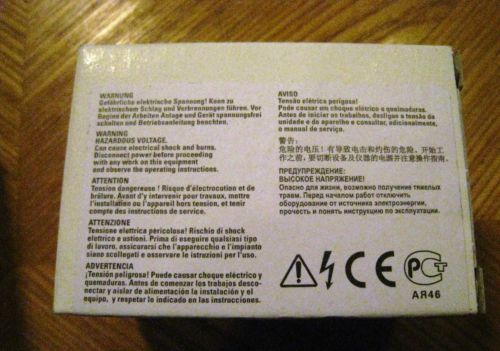 WARNUNG
Gefährliche elektrische Spannung! Kann zu
elektrischem Schlag und Verbrennungen führen. Vor
Beginn der Arbeiten Anlage und Gerät spannungsfrei
schalten und Betriebsanleitung beachten.
WARNING
HAZARDOUS VOLTAGE.
Can cause electrical shock and burns.
Disconnect power before proceeding
with any work on this equipment
and observe the operating instructions.
ATTENTION
Tension dangereuse ! Risque d'électrocution et de
brûlure. Avant d'y intervenir pour travaux, mettre
l'installation ou l'appareil hors tension, et tenir
compte des instructions de service.
ATTENZIONE
Tensione elettrica pericolosa! Rischio di shock
elettrico e ustioni. Prima di eseguire qualsiasi tipo
di lavoro, assicurarsi che l'apparecchio e l'impianto
siano scollegati e osservare le istruzioni per l'uso.
ADVERTENCIA
¡Tensión peligrosa! Puede causar choque eléctrico y
quemaduras. Antes de comenzar los trabajos desco-
nectar y aislar de alimentación la instalación y el
equipo, y respetar lo indicado en las instrucciones.
AVISO
Tensão elétrica perigosa!
Pode causar um choque elétrico e queimaduras.
Antes de iniciar os trabalhos, desligar a tensão da
unidade e do aparelho e consultar, adicionalmente,
o manual de serviço.
警告:
危险的电压!有导致电击和灼伤的危险。开始工
作之前,要切断设备及仪器的电源并注意操作指南。
ПРЕДУПРЕЖДЕНИЕ:
ВЫСОКОЕ НАПРЯЖЕНИЕ!
Опасно для жизни, возможно получение тяжелых
травм. Перед началом работ отключить
оборудование от источника электроэнергии,
прочесть и понять инструкцию по эксплуатации.
CE
РСТ
АЯ46